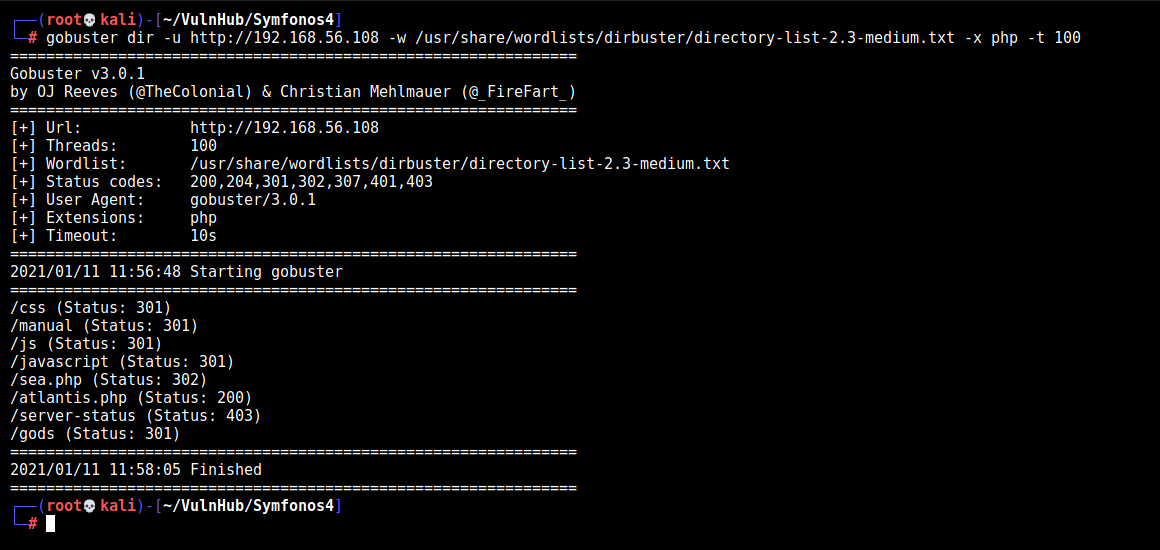 ┌──(root💀kali)-[~/VulnHub/Symfonos4]
└─# gobuster dir -u http://192.168.56.108 -w /usr/share/wordlists/dirbuster/directory-list-2.3-medium.txt -x php -t 100
===============================================================
Gobuster v3.0.1
by OJ Reeves (@TheColonial) & Christian Mehlmauer (@_FireFart_)
===============================================================
[+] Url:            http://192.168.56.108
[+] Threads:        100
[+] Wordlist:       /usr/share/wordlists/dirbuster/directory-list-2.3-medium.txt
[+] Status codes:   200,204,301,302,307,401,403
[+] User Agent:     gobuster/3.0.1
[+] Extensions:     php
[+] Timeout:        10s
===============================================================
2021/01/11 11:56:48 Starting gobuster
===============================================================
/css (Status: 301)
/manual (Status: 301)
/js (Status: 301)
/javascript (Status: 301)
/sea.php (Status: 302)
/atlantis.php (Status: 200)
/server-status (Status: 403)
/gods (Status: 301)
===============================================================
2021/01/11 11:58:05 Finished
===============================================================
┌──(root💀kali)-[~/VulnHub/Symfonos4]
└─#